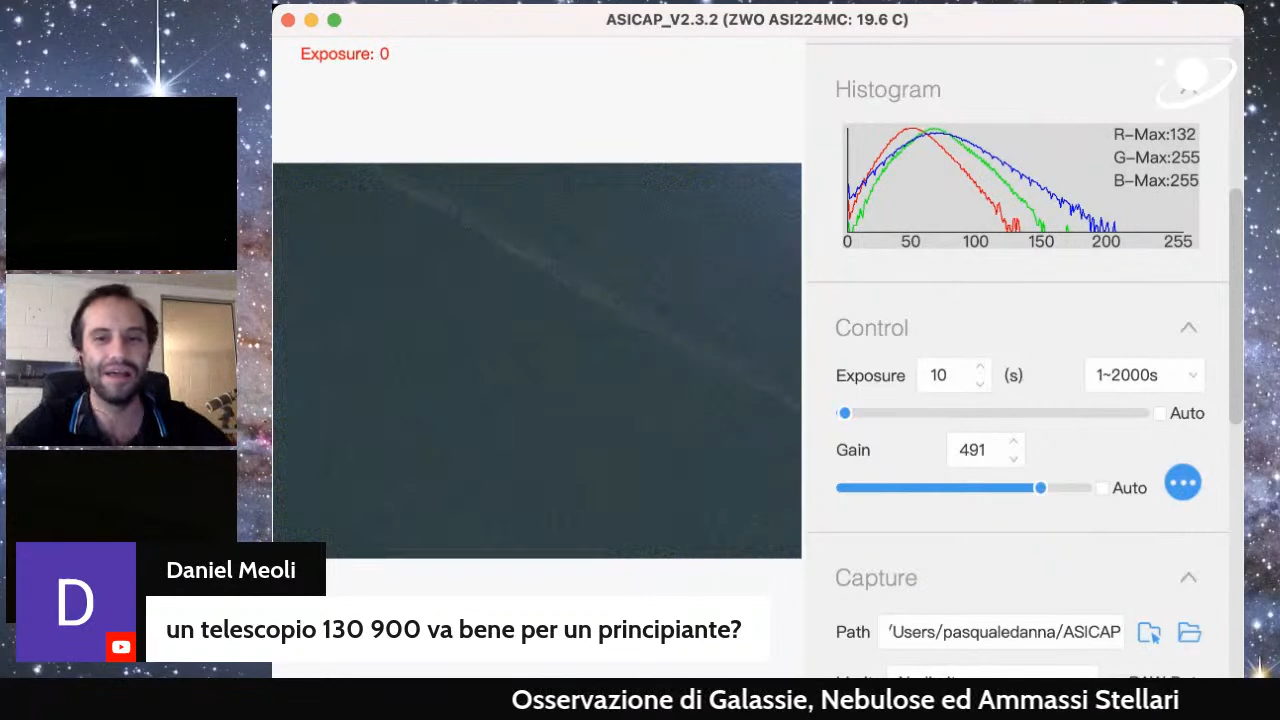 ASICAP_V2.3.2 (ZWO ASI224MC: 19.6 C)
Exposure: 0
Histogram
R-Max:132
G-Max:255
B-Max:255
0 50 100 150 200 255
Control
Exposure 10 (s) 1~2000s
Auto
Gain 491
Auto
Capture
Path /Users/pasqualedanna/ASICAP
D
Daniel Meoli
un telescopio 130 900 va bene per un principiante?
Osservazione di Galassie, Nebulose ed Ammassi Stellari